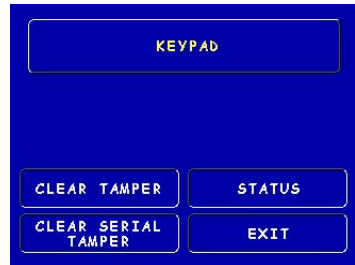 KEYPAD
CLEAR TAMPER
STATUS
CLEAR SERIAL
TAMPER
EXIT